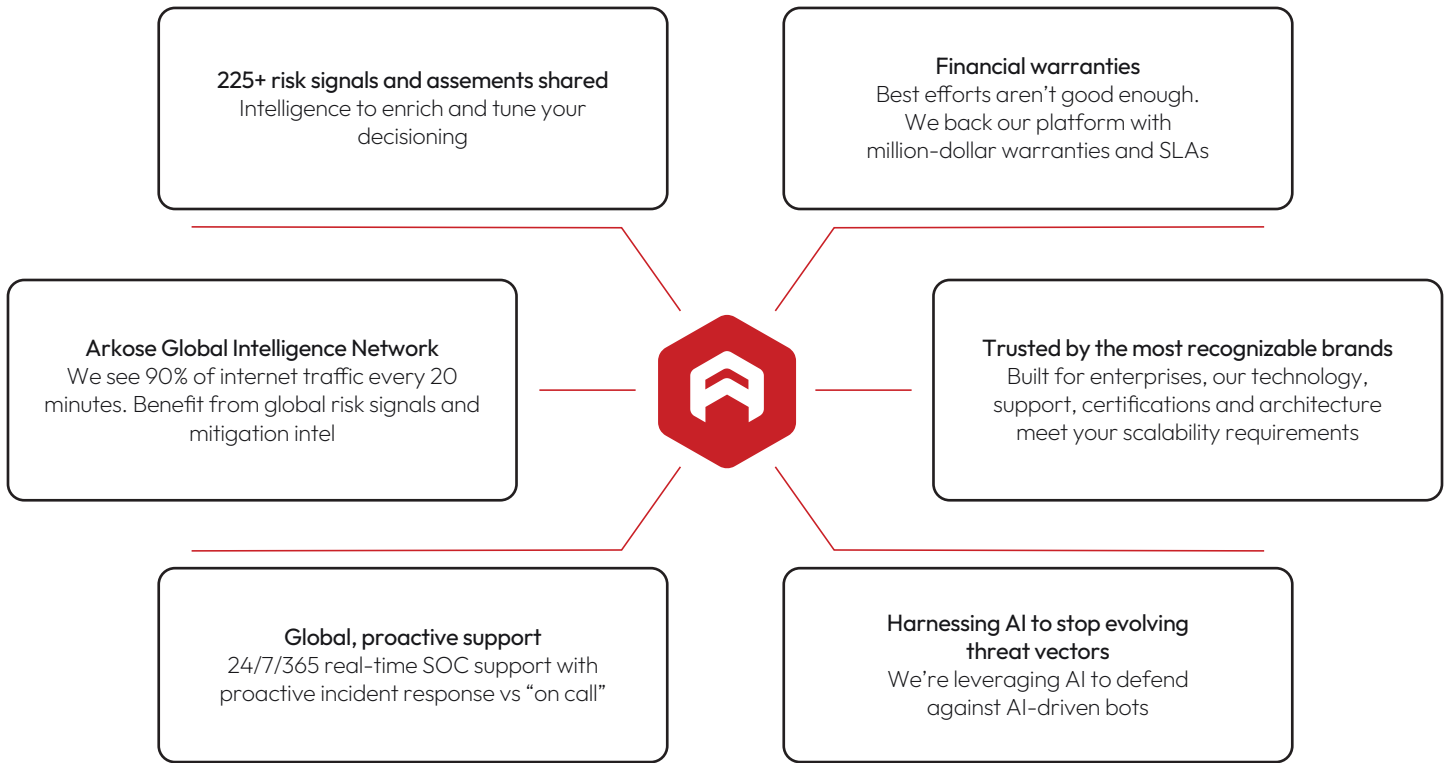 225+ risk signals and assements shared
Intelligence to enrich and tune your
decisioning
Financial warranties
Best efforts aren’t good enough.
We back our platform with
million-dollar warranties and SLAs
Arkose Global Intelligence Network
We see 90% of internet traffic every 20
minutes. Benefit from global risk signals and
mitigation intel
Trusted by the most recognizable brands
Built for enterprises, our technology,
support, certifications and architecture
meet your scalability requirements
Global, proactive support
24/7/365 real-time SOC support with
proactive incident response vs “on call”
Harnessing AI to stop evolving
threat vectors
We’re leveraging AI to defend
against AI-driven bots